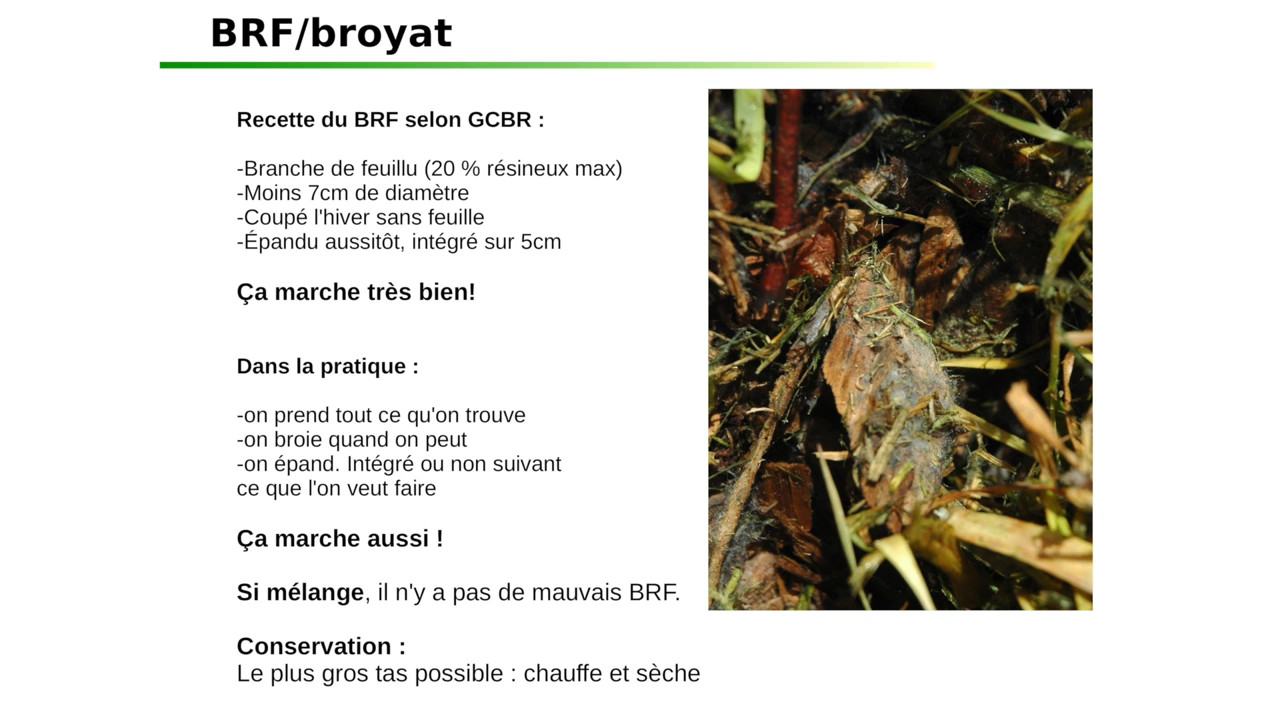 BRF/broyat
Recette du BRF selon GCBR :
-Branche de feuillu (20 % résineux max)
-Moins 7cm de diamètre
-Coupé l'hiver sans feuille
-Épandu aussitôt, intégré sur 5cm
Ça marche très bien!
Dans la pratique :
-on prend tout ce qu'on trouve
-on broie quand on peut
-on épand. Intégré ou non suivant
ce que l'on veut faire
Ça marche aussi !
Si mélange, il n'y a pas de mauvais BRF.
Conservation :
Le plus gros tas possible : chauffe et sèche